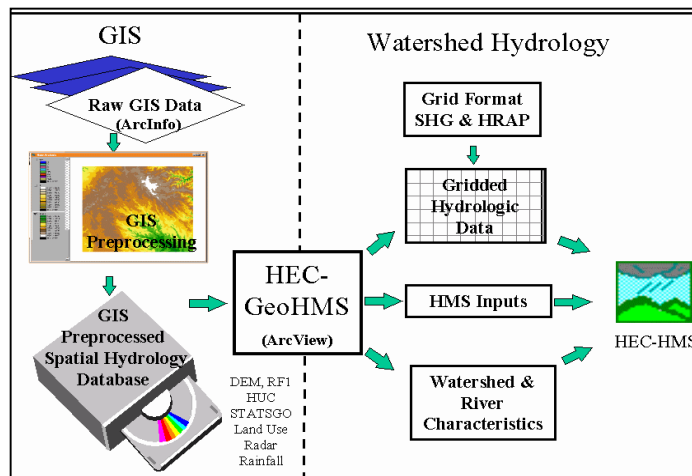 GIS
Watershed Hydrology
Raw GIS Data
(ArcInfo)
GIS
Preprocessing
GIS
Preprocessed
Spatial Hydrology
Database
DEM, RF1
HUC
STATSGO
Land Use
Radar
Rainfall
HEC-
GeoHMS
(ArcView)
Grid Format
SHG & HRAP
Gridded
Hydrologic
Data
HMS Inputs
Watershed &
River
Characteristics
HEC-HMS